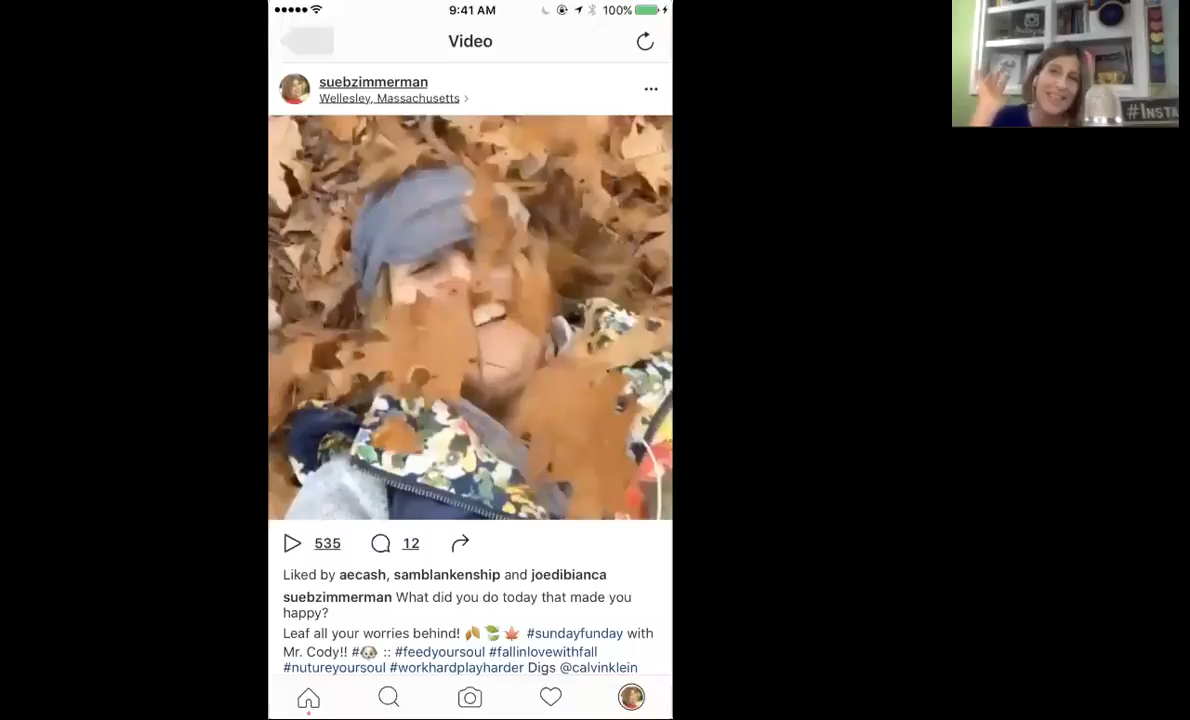 9:41 AM
100%
Video
suebzimmerman
Wellesley, Massachusetts
#INSTA
535
12
Liked by aecash, samblankenship and joedibianca
suebzimmerman What did you do today that made you
happy?
Leaf all your worries behind! 🍂🍃🍁 #sundayfunday with
Mr. Cody!! #🐶 :: #feedyoursoul #fallinlovewithfall
#nutureyoursoul #workhardplayharder Digs @calvinklein